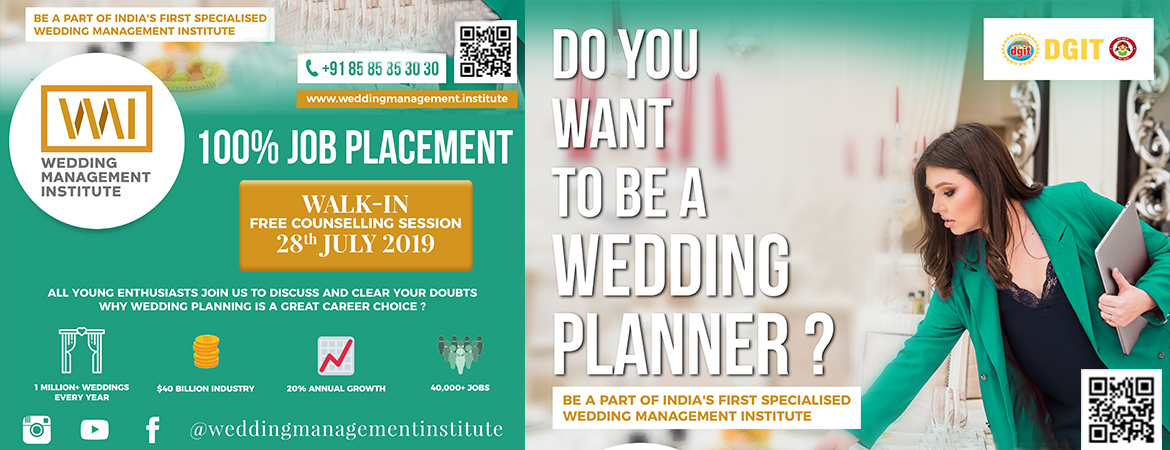 BE A PART OF INDIA'S FIRST SPECIALISED
WEDDING MANAGEMENT INSTITUTE
+91 85 85 85 30 30
www.weddingmanagement.institute
WMI
WEDDING
MANAGEMENT
INSTITUTE
100% JOB PLACEMENT
WALK-IN
FREE COUNSELLING SESSION
28th JULY 2019
ALL YOUNG ENTHUSIASTS JOIN US TO DISCUSS AND CLEAR YOUR DOUBTS
WHY WEDDING PLANNING IS A GREAT CAREER CHOICE ?
1 MILLION+ WEDDINGS
EVERY YEAR
$40 BILLION INDUSTRY
20% ANNUAL GROWTH
40,000+ JOBS
@weddingmanagementinstitute
DO YOU
WANT
TO BE A
WEDDING
PLANNER ?
BE A PART OF INDIA'S FIRST SPECIALISED
WEDDING MANAGEMENT INSTITUTE
dgit
DGIT